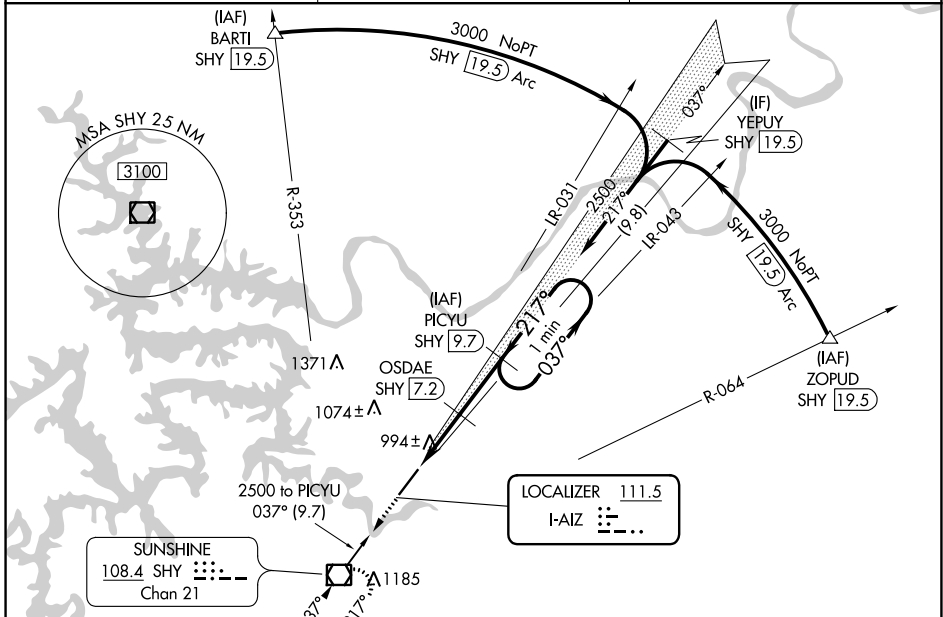 (IAF)
BARTI
SHY 19.5
3000 NoPT
SHY 19.5 Arc
MSA SHY 25 NM
3100
R-353
LR-031
037°
(IF)
YEPUY
SHY 19.5
2500
217°
(9.8)
LR-043
3000 NoPT
SHY 19.5 Arc
(IAF)
PICYU
SHY 9.7
217°
1 min
037°
OSDAE
SHY 7.2
1371
1074±
994±
R-064
(IAF)
ZOPUD
SHY 19.5
2500 to PICYU
037° (9.7)
LOCALIZER 111.5
I-AIZ
SUNSHINE
108.4 SHY
Chan 21
1185